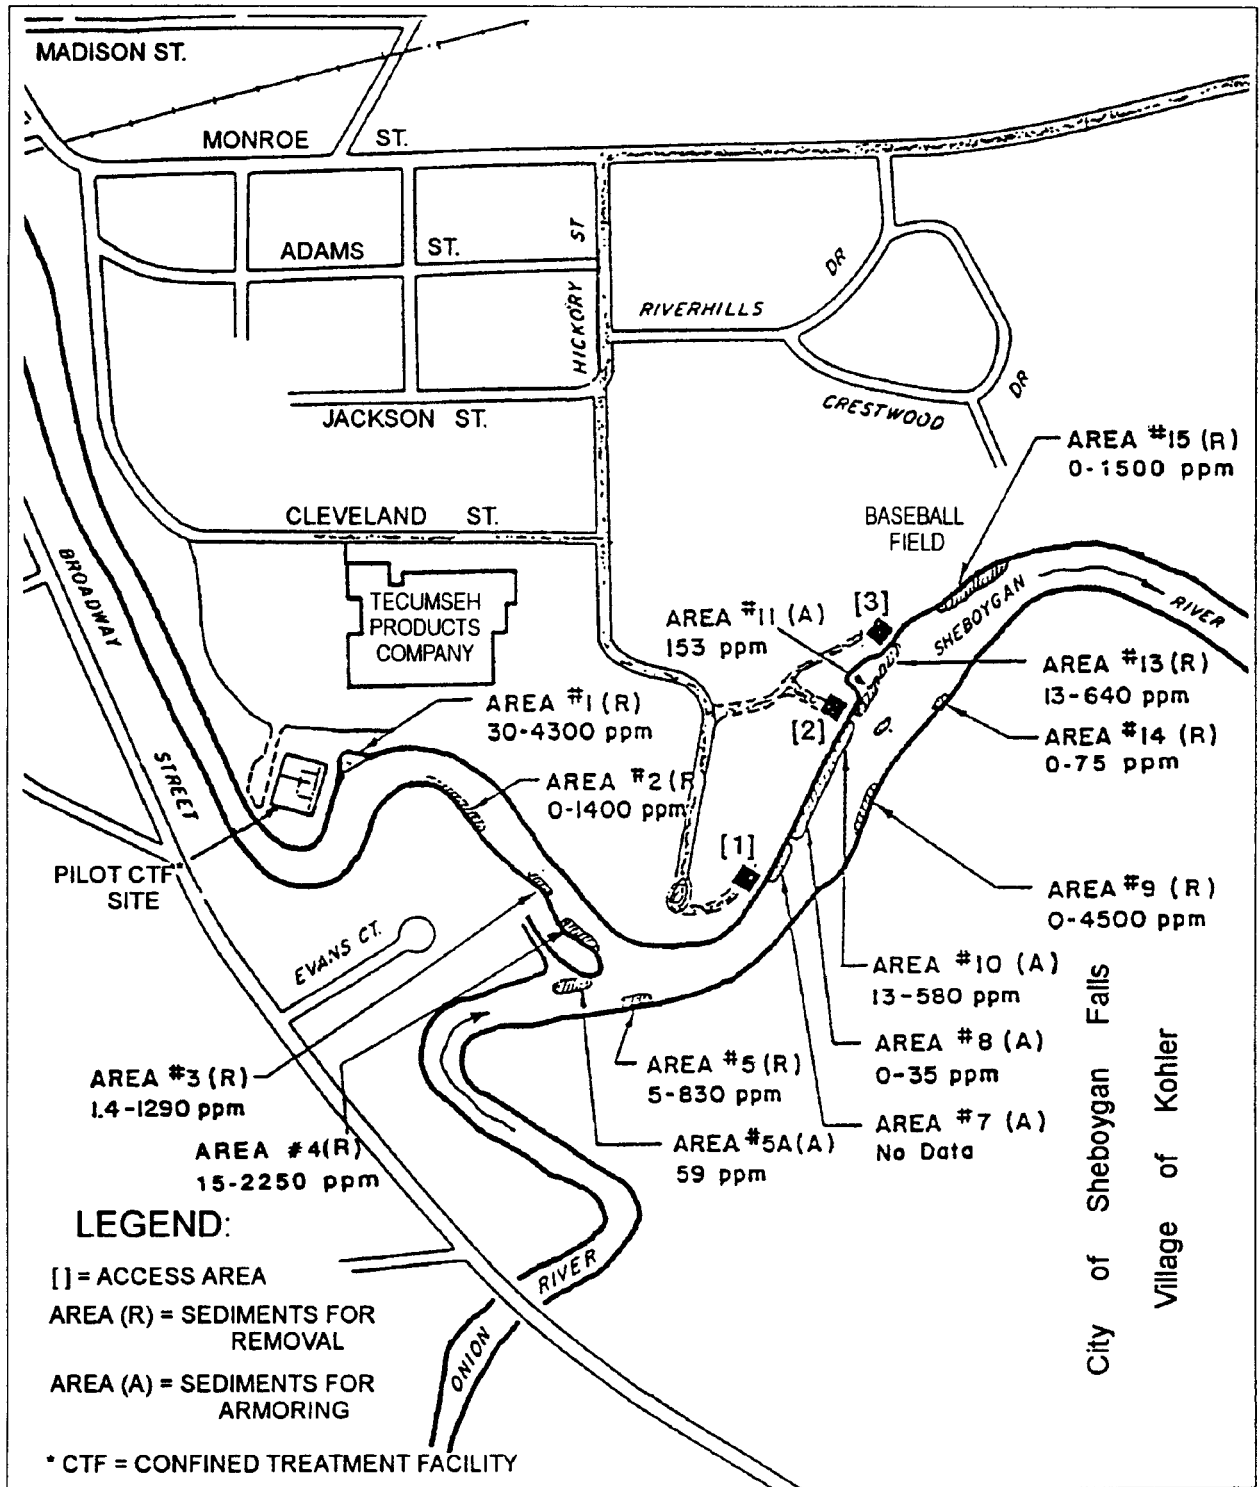 MADISON ST.
MONROE ST.
ADAMS ST.
HICKORY ST
RIVERHILLS DR
CRESTWOOD DR
JACKSON ST.
AREA #15 (R)
0-1500 ppm
CLEVELAND ST.
BASEBALL
FIELD
BROADWAY STREET
TECUMSEH
PRODUCTS
COMPANY
AREA #11 (A)
153 ppm
[3]
SHEBOYGAN RIVER
AREA #13 (R)
13-640 ppm
AREA #1 (R)
30-4300 ppm
[2]
AREA #14 (R)
0-75 ppm
AREA #2 (R
0-1400 ppm
[1]
PILOT CTF*
SITE
AREA #9 (R)
0-4500 ppm
EVANS CT.
AREA #10 (A)
13-580 ppm
AREA #8 (A)
0-35 ppm
AREA #3 (R)
1.4-1290 ppm
AREA #5 (R)
5-830 ppm
AREA #7 (A)
No Data
AREA #4(R)
15-2250 ppm
AREA #5A(A)
59 ppm
City of Sheboygan Falls
Village of Kohler
ONION RIVER
LEGEND:
[ ] = ACCESS AREA
AREA (R) = SEDIMENTS FOR
REMOVAL
AREA (A) = SEDIMENTS FOR
ARMORING
* CTF = CONFINED TREATMENT FACILITY